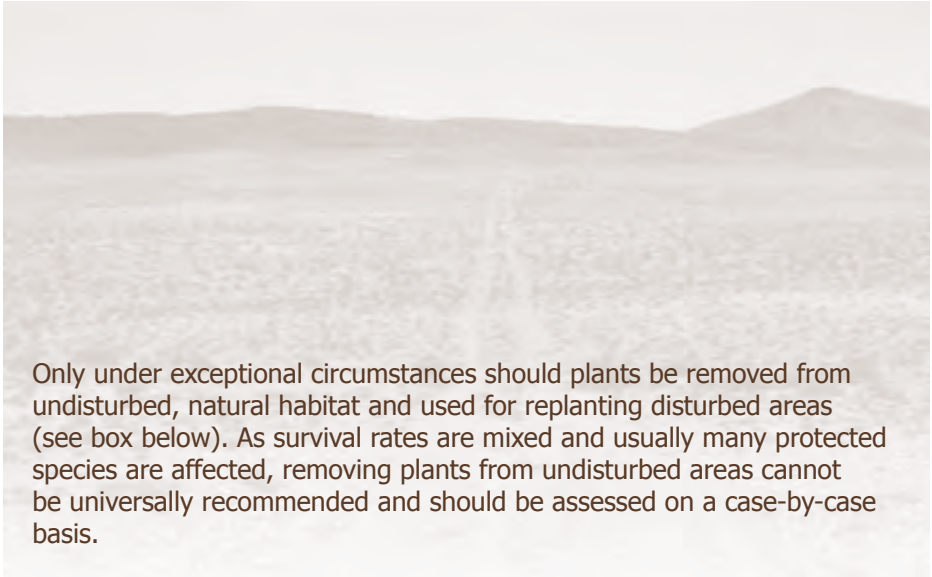 Only under exceptional circumstances should plants be removed from
undisturbed, natural habitat and used for replanting disturbed areas
(see box below). As survival rates are mixed and usually many protected
species are affected, removing plants from undisturbed areas cannot
be universally recommended and should be assessed on a case-by-case
basis.